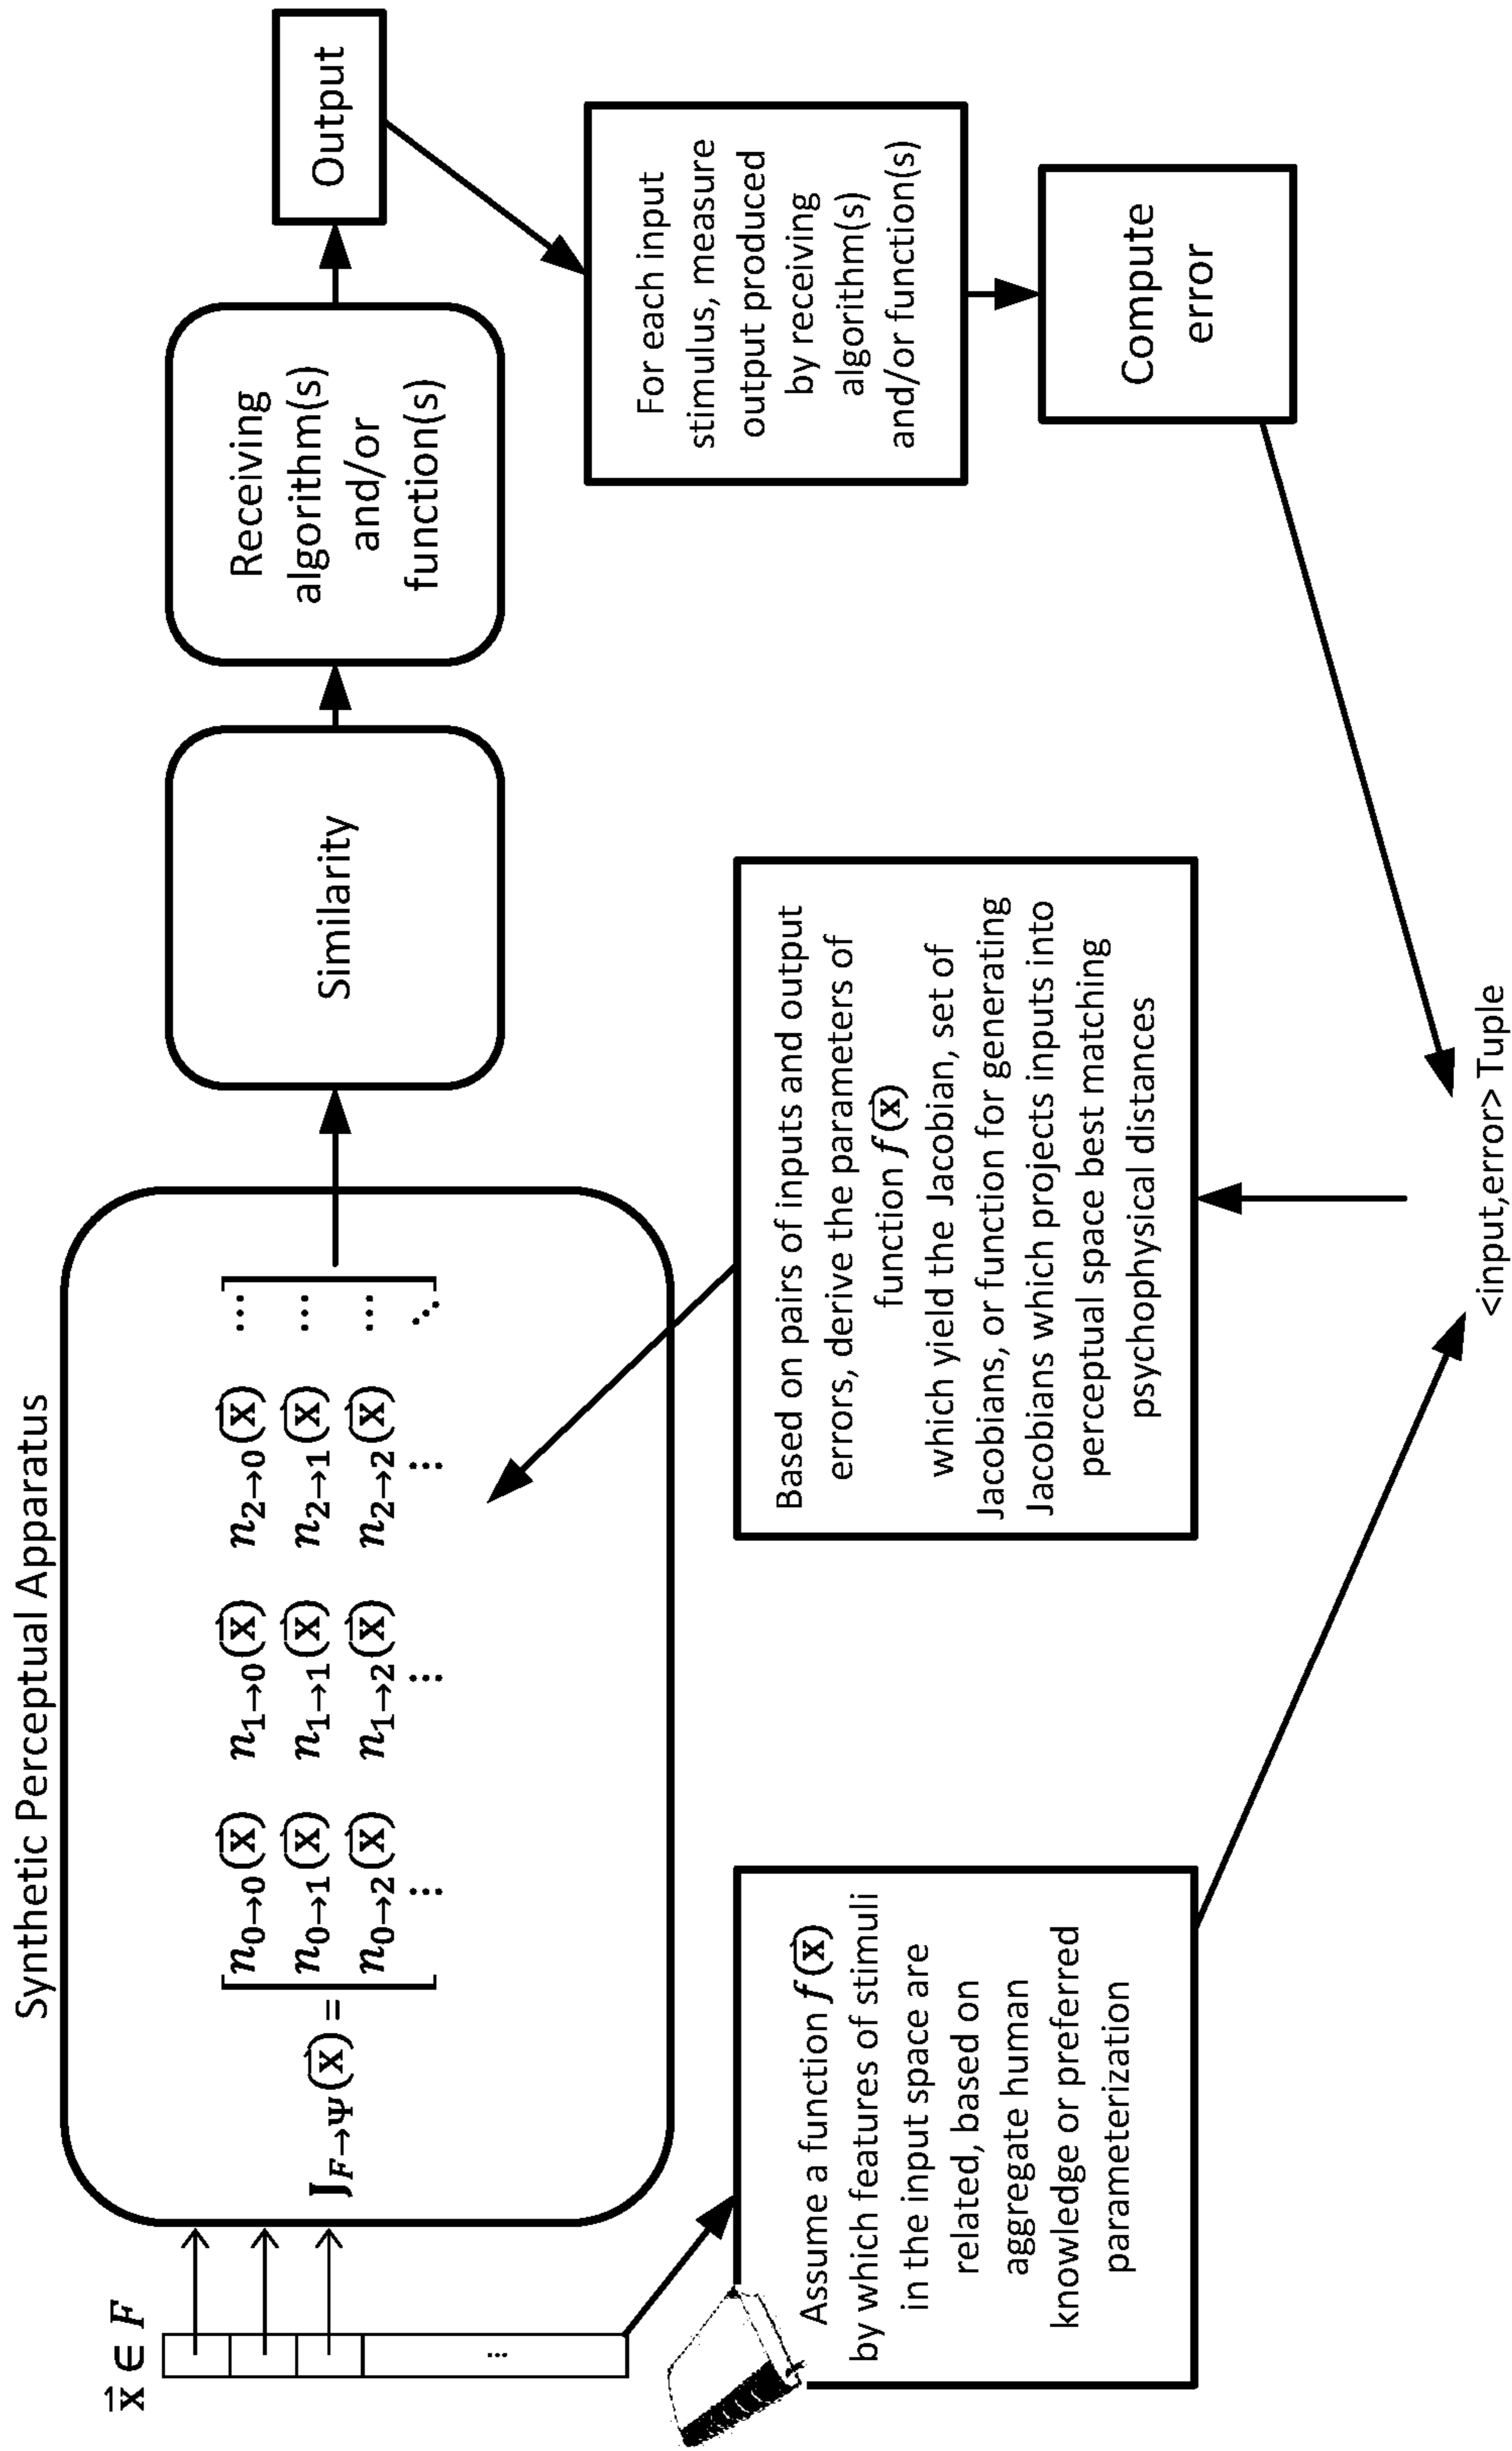 Synthetic Perceptual Apparatus
x⃗ ∈ F
⋮
J_{F→Ψ}(x⃗) =
[n_{0→0}(x⃗) n_{1→0}(x⃗) n_{2→0}(x⃗) ⋯
n_{0→1}(x⃗) n_{1→1}(x⃗) n_{2→1}(x⃗) ⋯
n_{0→2}(x⃗) n_{1→2}(x⃗) n_{2→2}(x⃗) ⋯
⋮ ⋮ ⋮ ⋱]
Similarity
Receiving
algorithm(s)
and/or
function(s)
Output
For each input
stimulus, measure
output produced
by receiving
algorithm(s)
and/or function(s)
Compute
error
Assume a function f(x⃗)
by which features of stimuli
in the input space are
related, based on
aggregate human
knowledge or preferred
parameterization
Based on pairs of inputs and output
errors, derive the parameters of
function f(x⃗)
which yield the Jacobian, set of
Jacobians, or function for generating
Jacobians which projects inputs into
perceptual space best matching
psychophysical distances
<input,error> Tuple